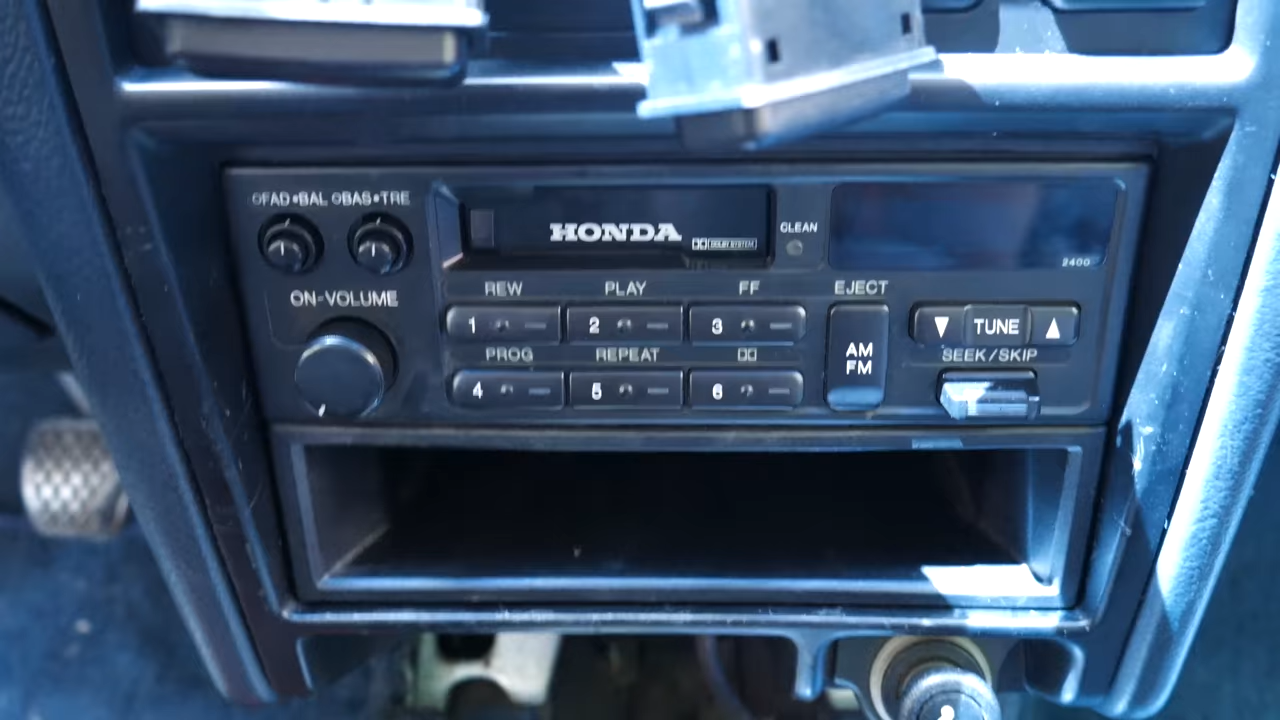 ○FAD●BAL ○BAS●TRE
HONDA
DOLBY SYSTEM
CLEAN
2400
ON-VOLUME
REW PLAY FF EJECT
1 2 3
AM
FM
▼ TUNE ▲
PROG REPEAT
SEEK/SKIP
4 5 6